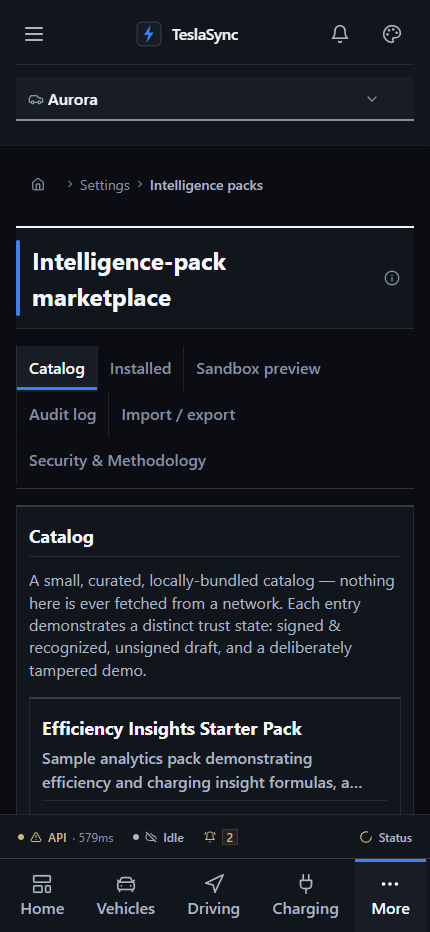 TeslaSync
Aurora
Settings
Intelligence packs
Intelligence-pack
marketplace
Catalog
Installed
Sandbox preview
Audit log
Import / export
Security & Methodology
Catalog
A small, curated, locally-bundled catalog — nothing
here is ever fetched from a network. Each entry
demonstrates a distinct trust state: signed &
recognized, unsigned draft, and a deliberately
tampered demo.
Efficiency Insights Starter Pack
Sample analytics pack demonstrating
efficiency and charging insight formulas, a...
API · 579ms
Idle
2
Status
Home
Vehicles
Driving
Charging
More